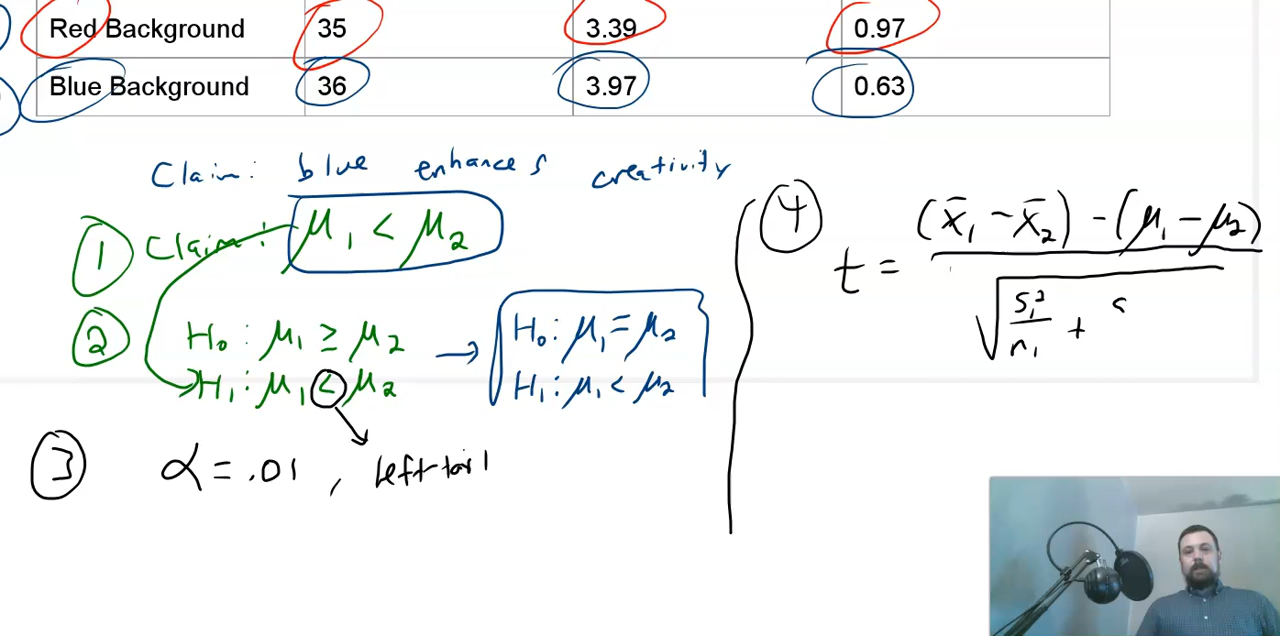 Red Background 35 3.39 0.97
Blue Background 36 3.97 0.63
Claim: blue enhances creativity
1 Claim: μ₁ < μ₂
2 H₀: μ₁ ≥ μ₂ → H₀: μ₁ = μ₂
H₁: μ₁ < μ₂ H₁: μ₁ < μ₂
3 α = .01, left-tail
4 t = (x̄₁ - x̄₂) - (μ₁ - μ₂)
√ s₁²/n₁ + s